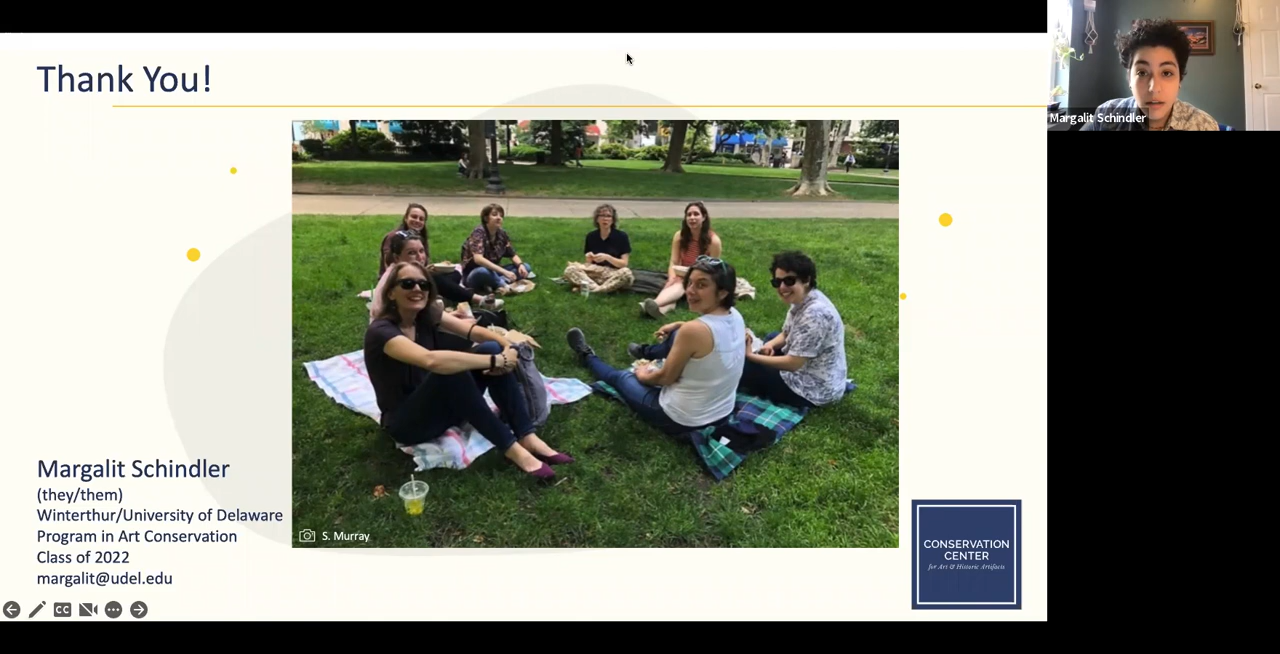 Thank You!
Margalit Schindler
S. Murray
Margalit Schindler
(they/them)
Winterthur/University of Delaware
Program in Art Conservation
Class of 2022
margalit@udel.edu
CONSERVATION
CENTER
for Art & Historic Artifacts
CC